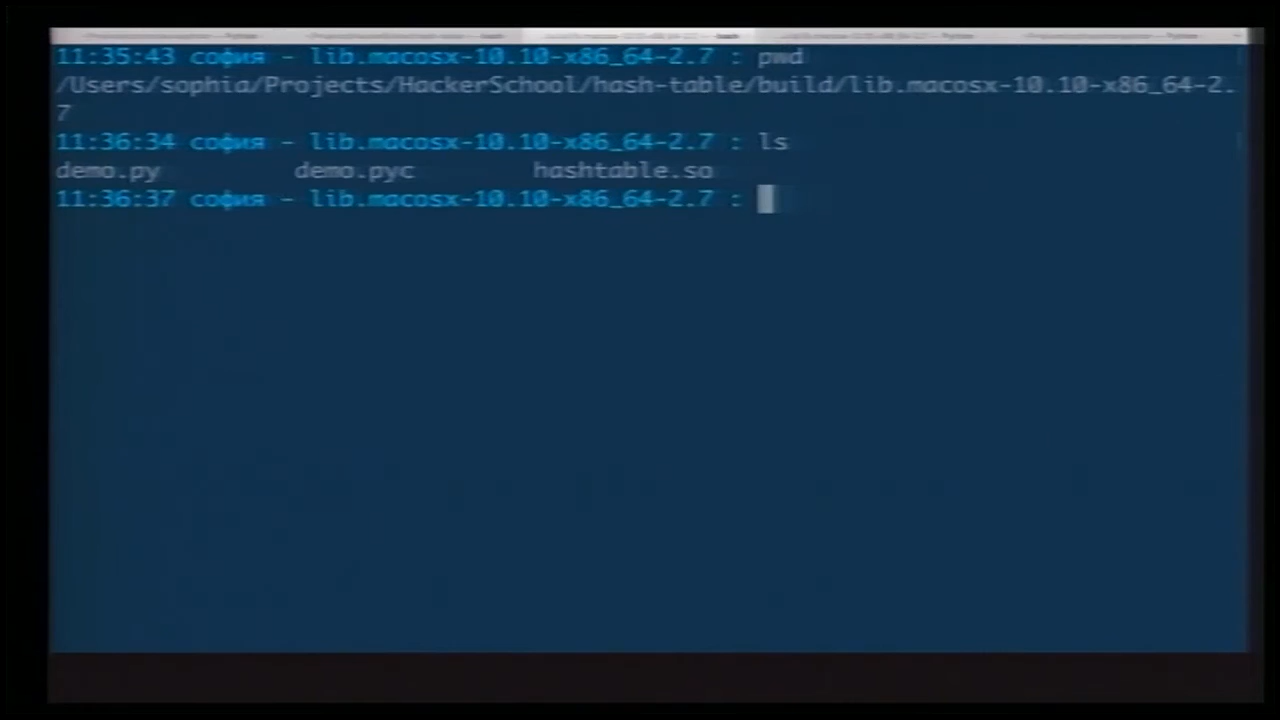 11:35:43 софия - lib.macosx-10.10-x86_64-2.7 : pwd
/Users/sophia/Projects/HackerSchool/hash-table/build/lib.macosx-10.10-x86_64-2.
7
11:36:34 софия - lib.macosx-10.10-x86_64-2.7 : ls
demo.py demo.pyc hashtable.so
11:36:37 софия - lib.macosx-10.10-x86_64-2.7 :